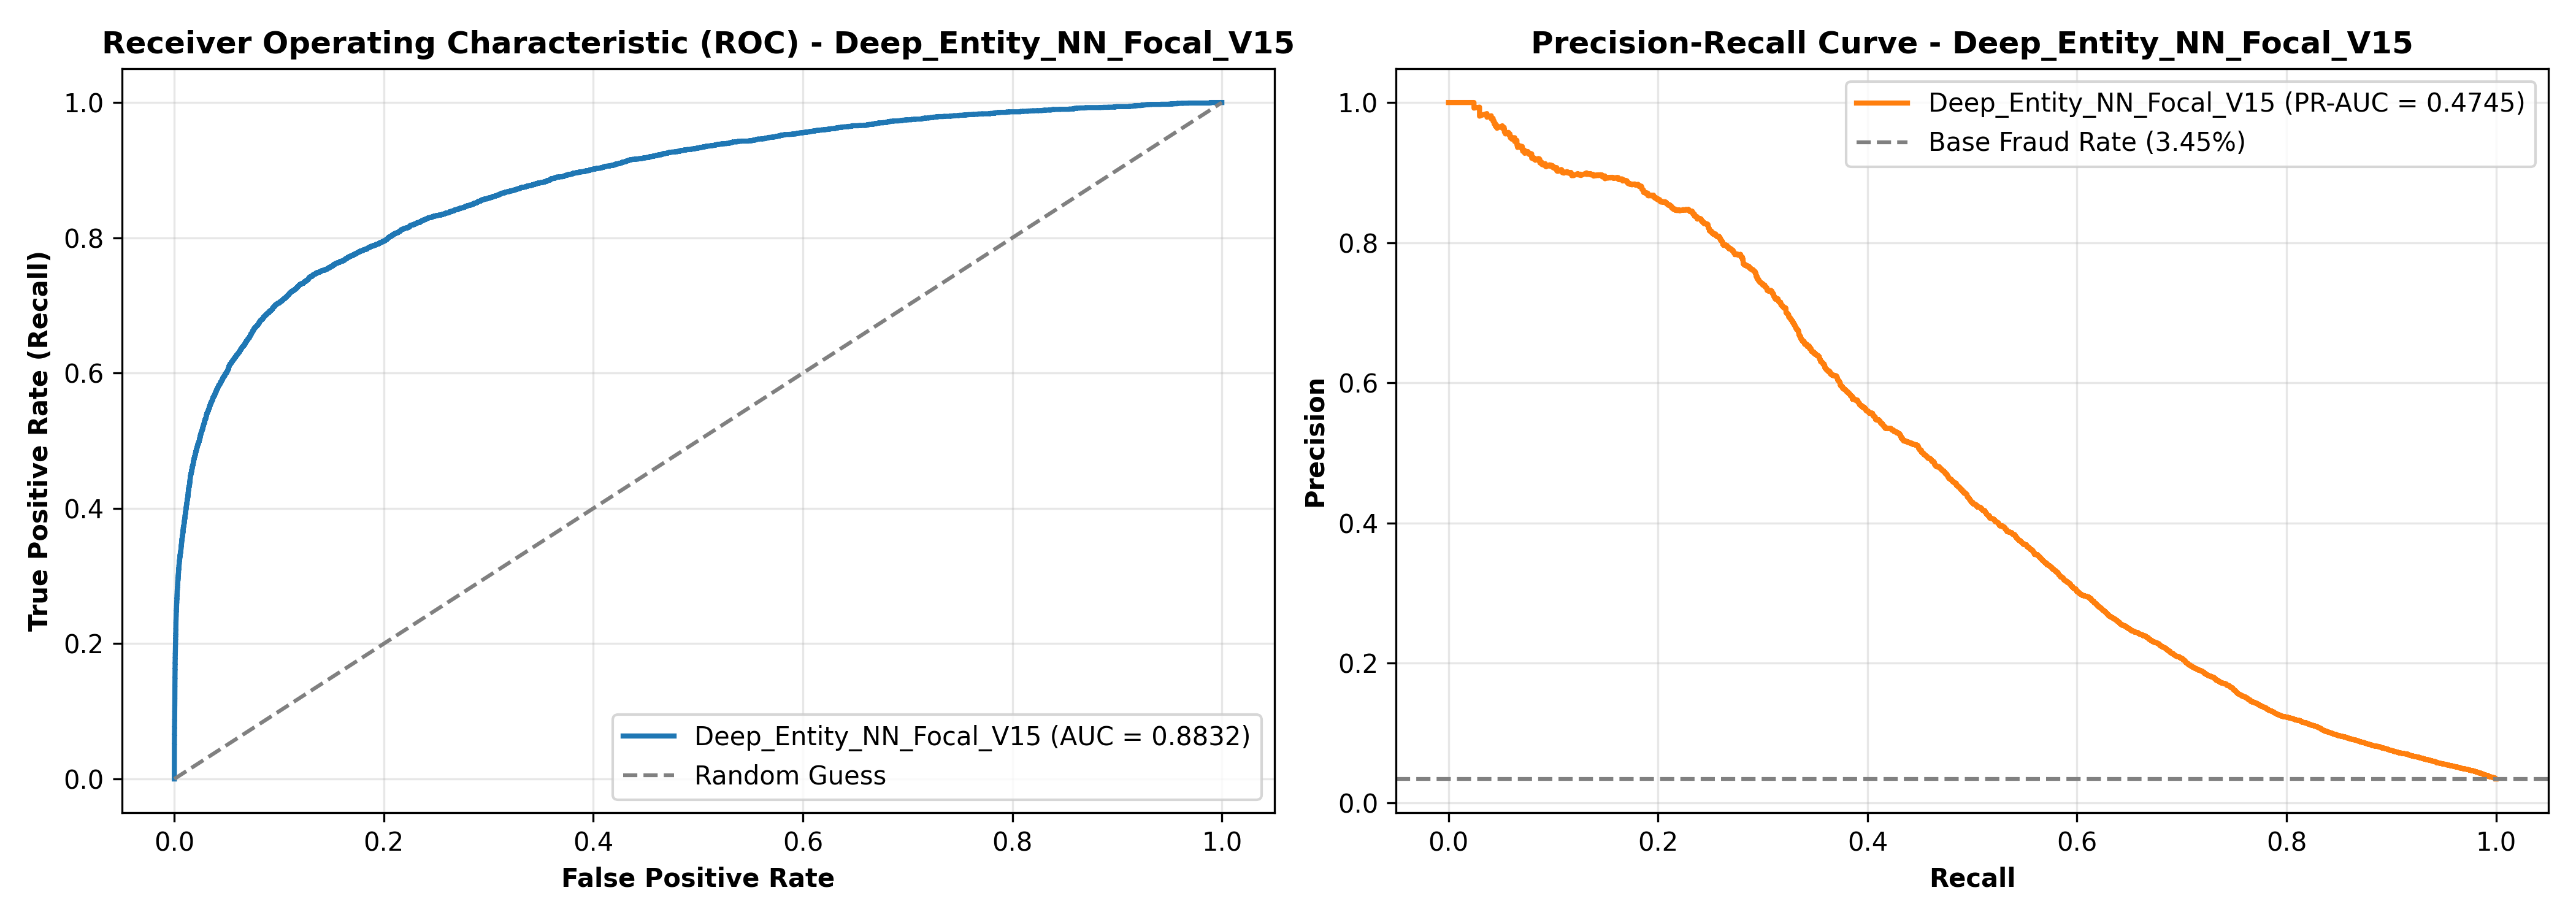 Receiver Operating Characteristic (ROC) - Deep_Entity_NN_Focal_V15
True Positive Rate (Recall)
1.0
0.8
0.6
0.4
0.2
0.0
0.0 0.2 0.4 0.6 0.8 1.0
False Positive Rate
Deep_Entity_NN_Focal_V15 (AUC = 0.8832)
Random Guess
Precision-Recall Curve - Deep_Entity_NN_Focal_V15
Precision
1.0
0.8
0.6
0.4
0.2
0.0
0.0 0.2 0.4 0.6 0.8 1.0
Recall
Deep_Entity_NN_Focal_V15 (PR-AUC = 0.4745)
Base Fraud Rate (3.45%)